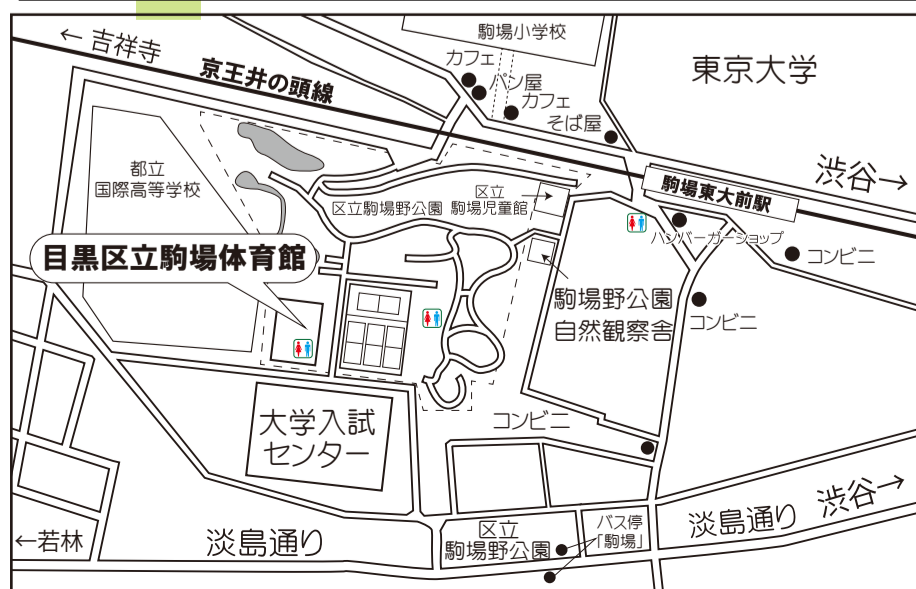 駒場小学校
← 吉祥寺
京王井の頭線
カフェ
パン屋
カフェ
そば屋
東京大学
渋谷→
都立
国際高等学校
区立駒場野公園
区立
駒場児童館
駒場東大前駅
ハンバーガーショップ
コンビニ
目黒区立駒場体育館
駒場野公園
自然観察舎
コンビニ
大学入試
センター
コンビニ
←若林
淡島通り
区立
駒場野公園
バス停
「駒場」
淡島通り
渋谷→